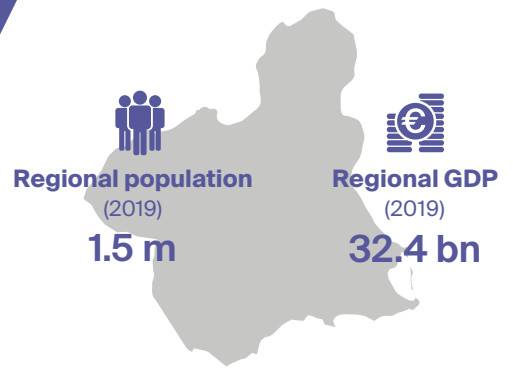 Regional population
(2019)
1.5 m
Regional GDP
(2019)
32.4 bn